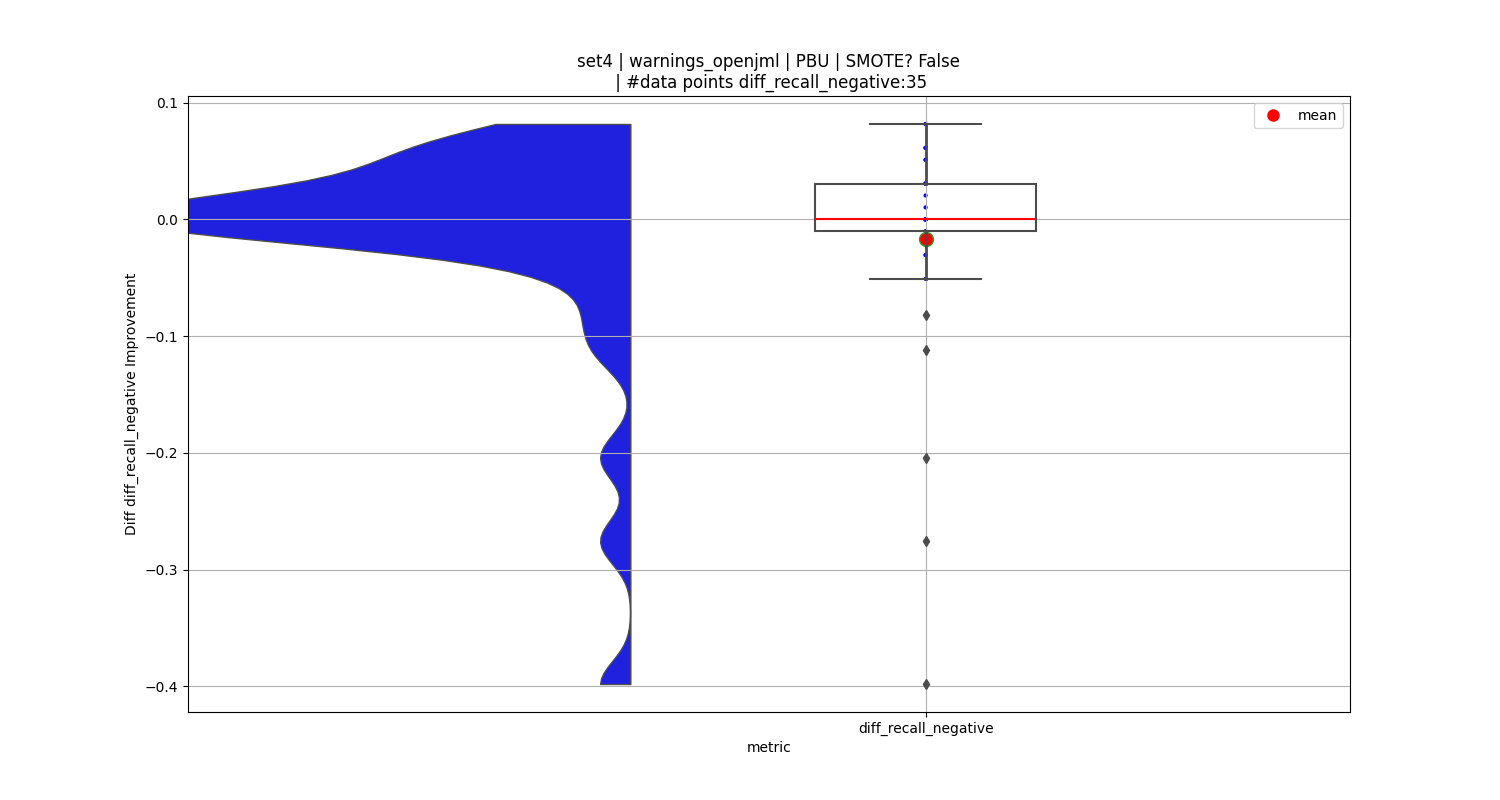 set4 | warnings_openjml | PBU | SMOTE? False
| #data points diff_recall_negative:35
mean
0.1
0.0
−0.1
−0.2
−0.3
−0.4
Diff diff_recall_negative Improvement
diff_recall_negative
metric